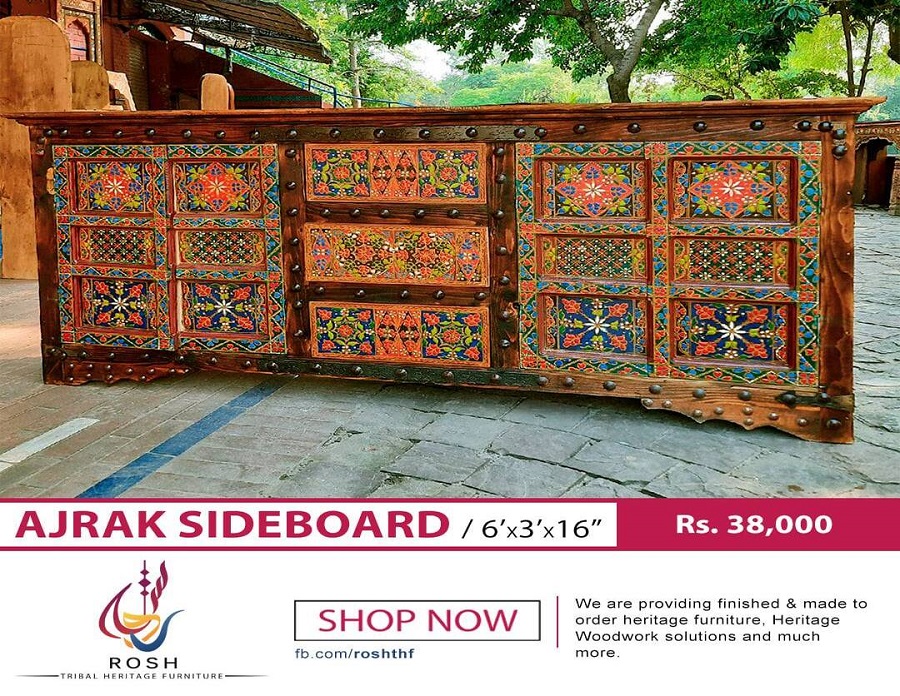 AJRAK SIDEBOARD / 6’x3’x16”
Rs. 38,000
ROSH
TRIBAL HERITAGE FURNITURE
SHOP NOW
fb.com/roshthf
We are providing finished & made to
order heritage furniture, Heritage
Woodwork solutions and much
more.